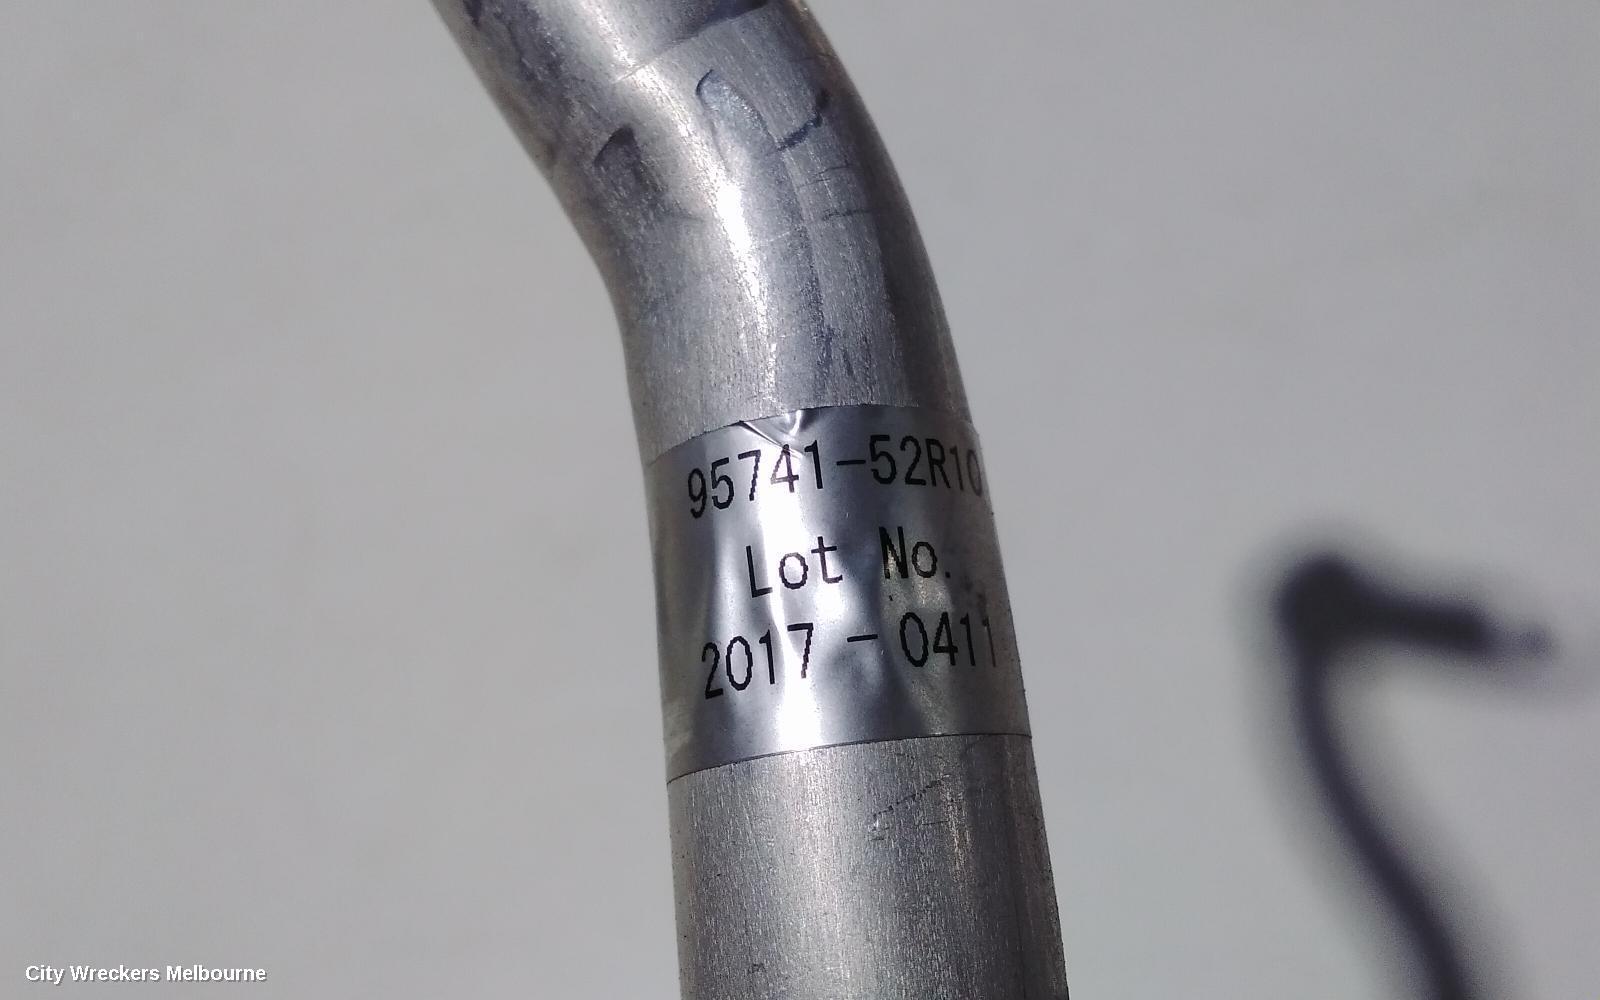 95741-52R10
Lot No.
2017 - 0411
City Wreckers Melbourne